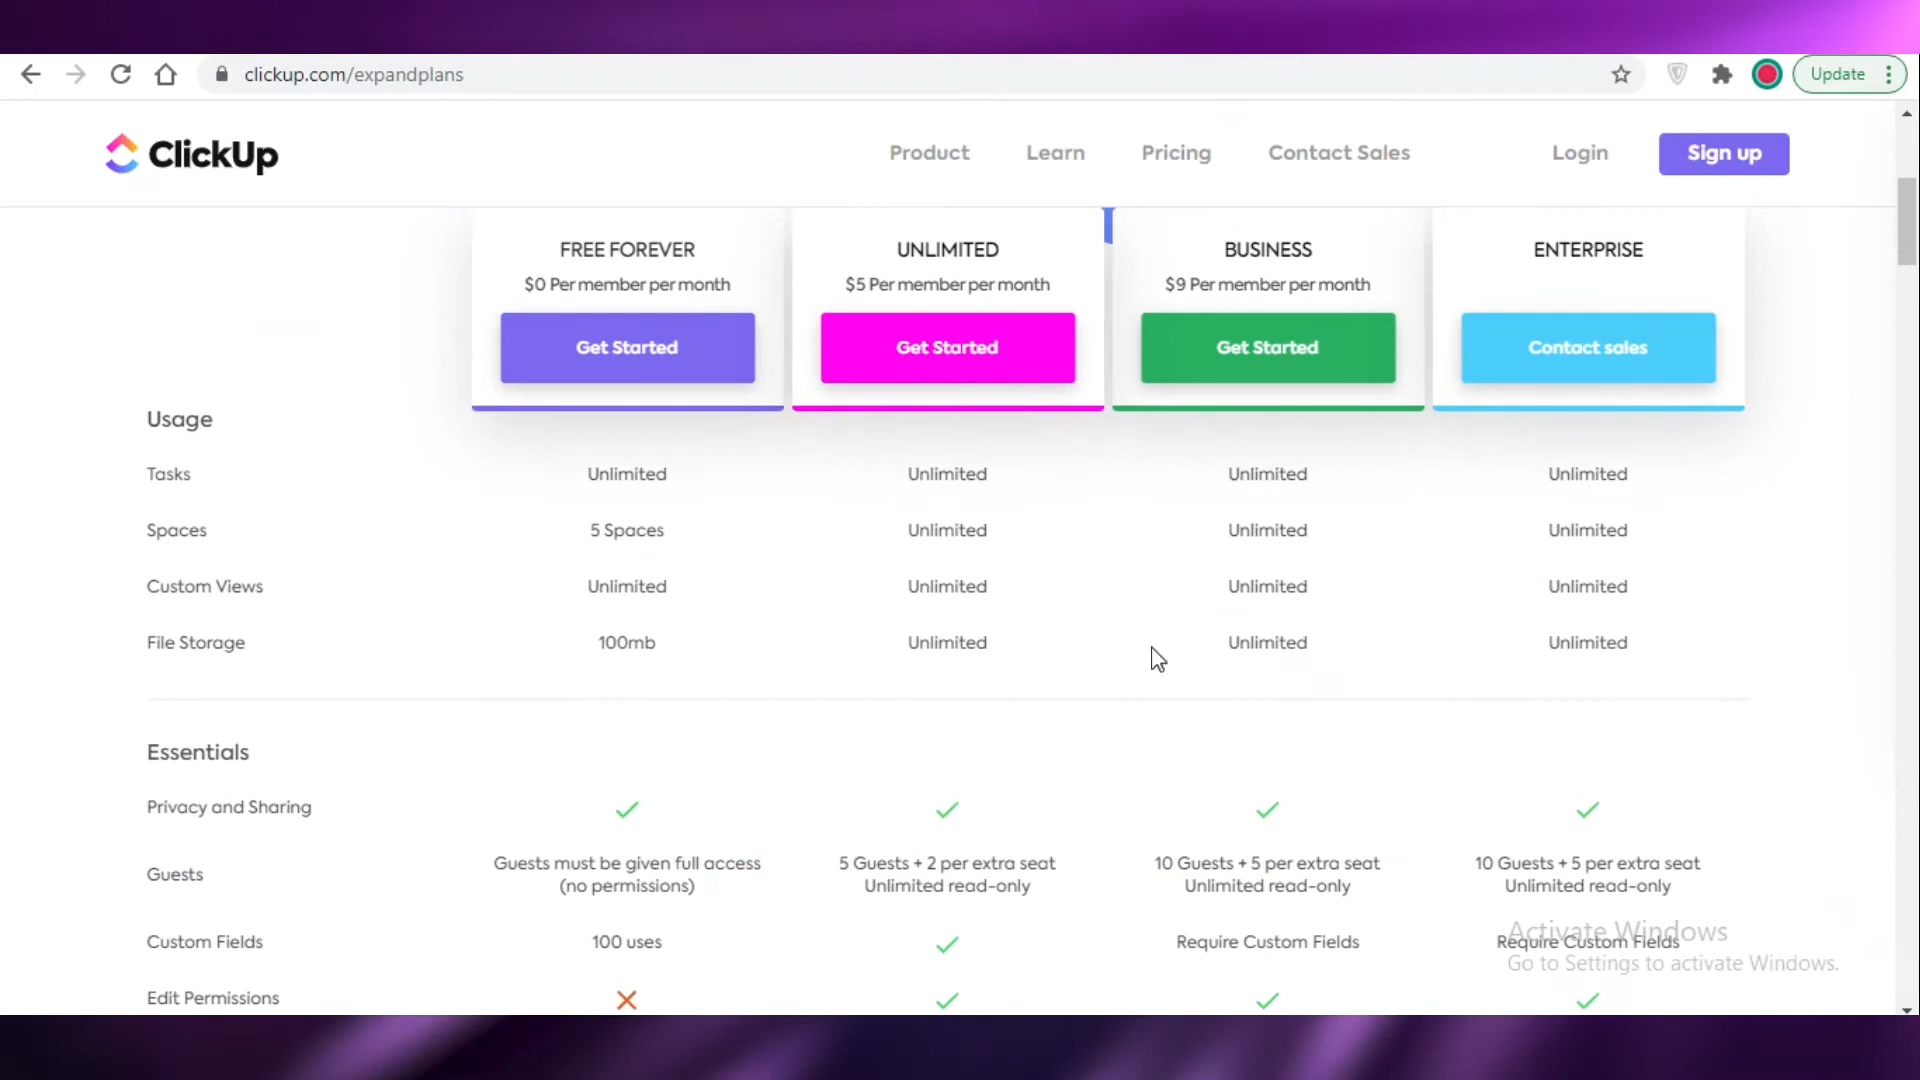 clickup.com/expandplans
Update
ClickUp
Product Learn Pricing Contact Sales Login Sign up
FREE FOREVER UNLIMITED BUSINESS ENTERPRISE
$0 Per member per month $5 Per member per month $9 Per member per month
Get Started Get Started Get Started Contact sales
Usage
Tasks Unlimited Unlimited Unlimited Unlimited
Spaces 5 Spaces Unlimited Unlimited Unlimited
Custom Views Unlimited Unlimited Unlimited Unlimited
File Storage 100mb Unlimited Unlimited Unlimited
Essentials
Privacy and Sharing
Guests must be given full access 5 Guests + 2 per extra seat 10 Guests + 5 per extra seat 10 Guests + 5 per extra seat
Guests
(no permissions) Unlimited read-only Unlimited read-only Unlimited read-only
Custom Fields 100 uses Require Custom Fields Require Custom Fields
Activate Windows
Go to Settings to activate Windows.
Edit Permissions